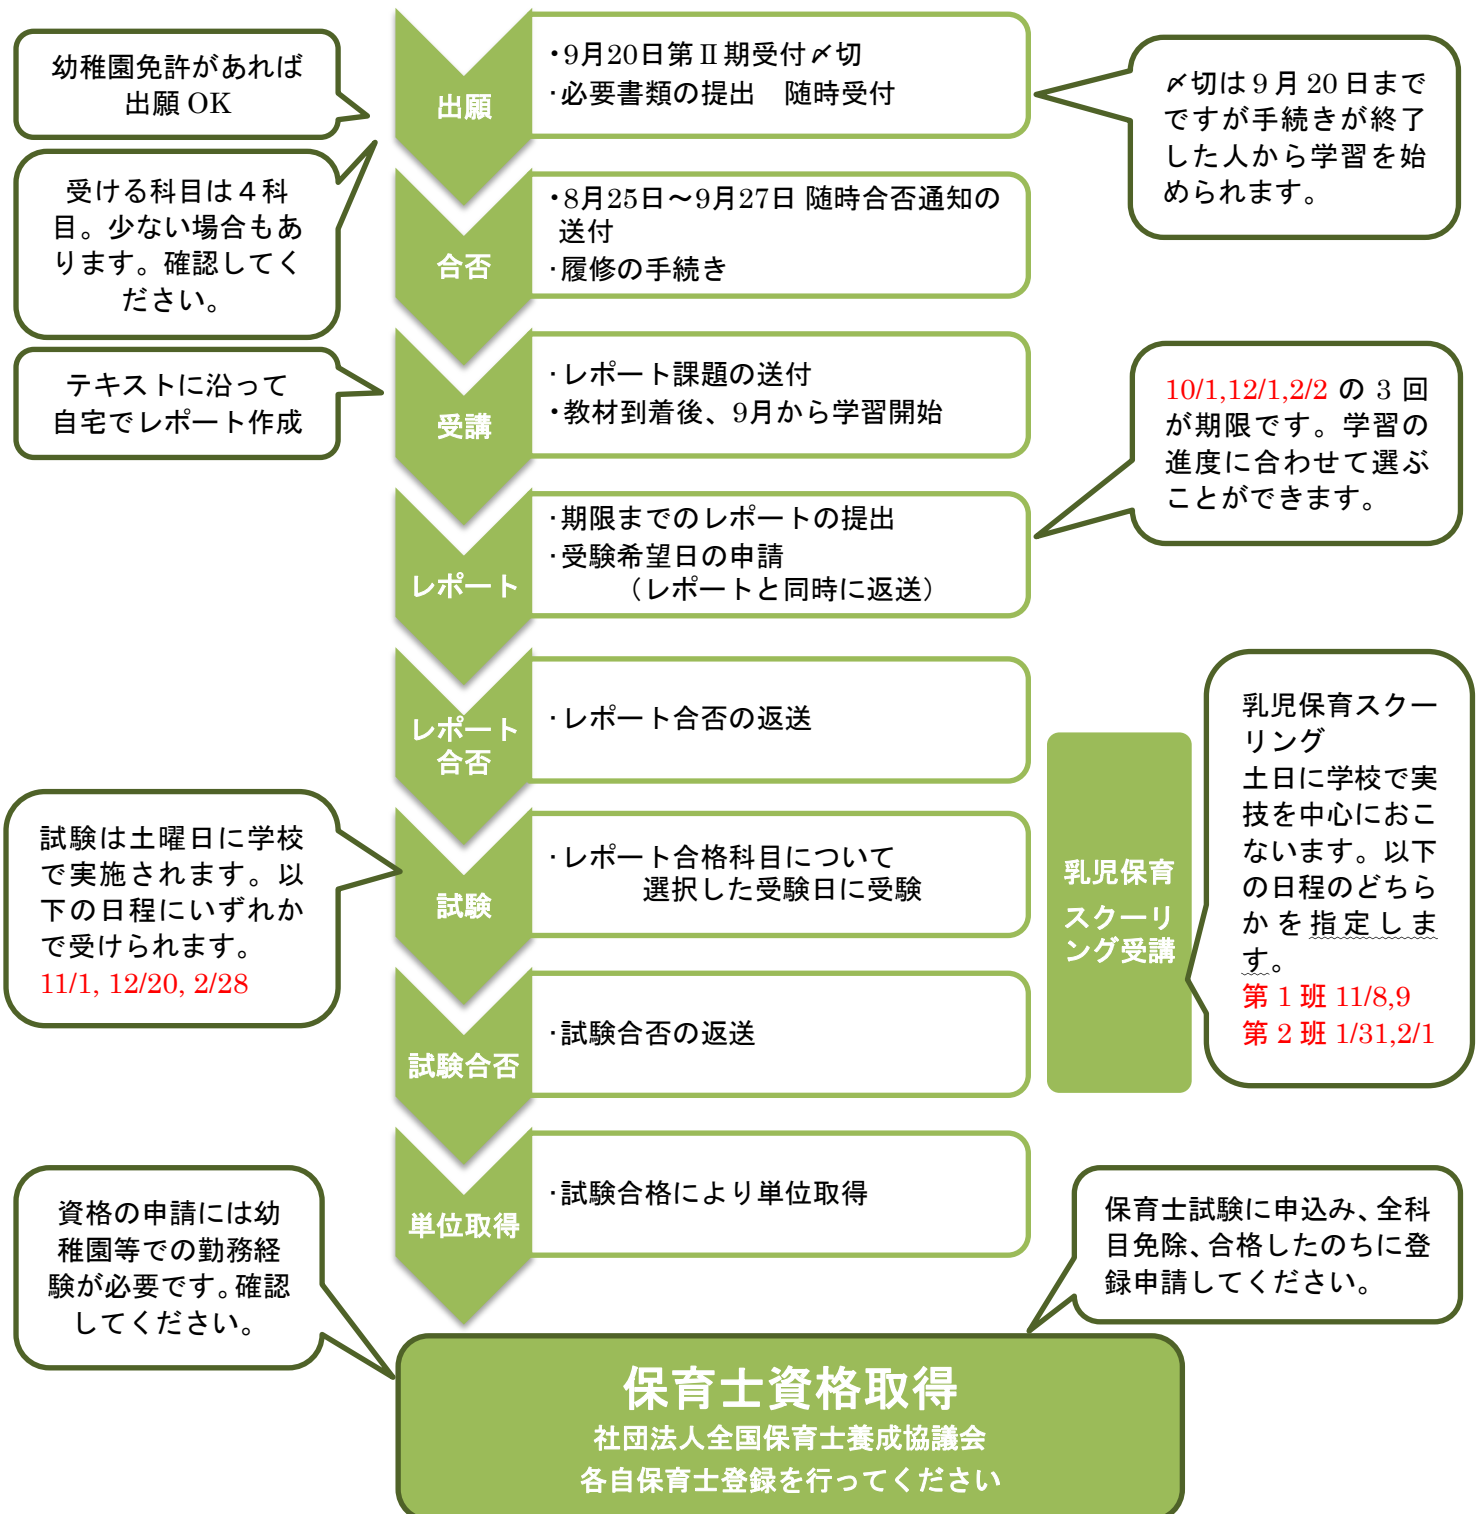 幼稚園免許があれば
出願 OK
出願
・9月20日第Ⅱ期受付〆切
・必要書類の提出　随時受付
〆切は 9 月 20 日まで
ですが手続きが終了
した人から学習を始
められます。
受ける科目は４科
目。少ない場合もあ
ります。確認してく
ださい。
合否
・8月25日～9月27日 随時合否通知の
送付
・履修の手続き
テキストに沿って
自宅でレポート作成
受講
・レポート課題の送付
・教材到着後、9月から学習開始
10/1,12/1,2/2 の 3 回
が期限です。学習の
進度に合わせて選ぶ
ことができます。
レポート
・期限までのレポートの提出
・受験希望日の申請
（レポートと同時に返送）
レポート
合否
・レポート合否の返送
乳児保育
スクーリ
ング受講
乳児保育スクー
リング
土日に学校で実
技を中心におこ
ないます。以下
の日程のどちら
かを指定しま
す。
第 1 班 11/8,9
第 2 班 1/31,2/1
試験は土曜日に学校
で実施されます。以
下の日程にいずれか
で受けられます。
11/1, 12/20, 2/28
試験
・レポート合格科目について
選択した受験日に受験
試験合否
・試験合否の返送
単位取得
・試験合格により単位取得
資格の申請には幼
稚園等での勤務経
験が必要です。確認
してください。
保育士試験に申込み、全科
目免除、合格したのちに登
録申請してください。
保育士資格取得
社団法人全国保育士養成協議会
各自保育士登録を行ってください